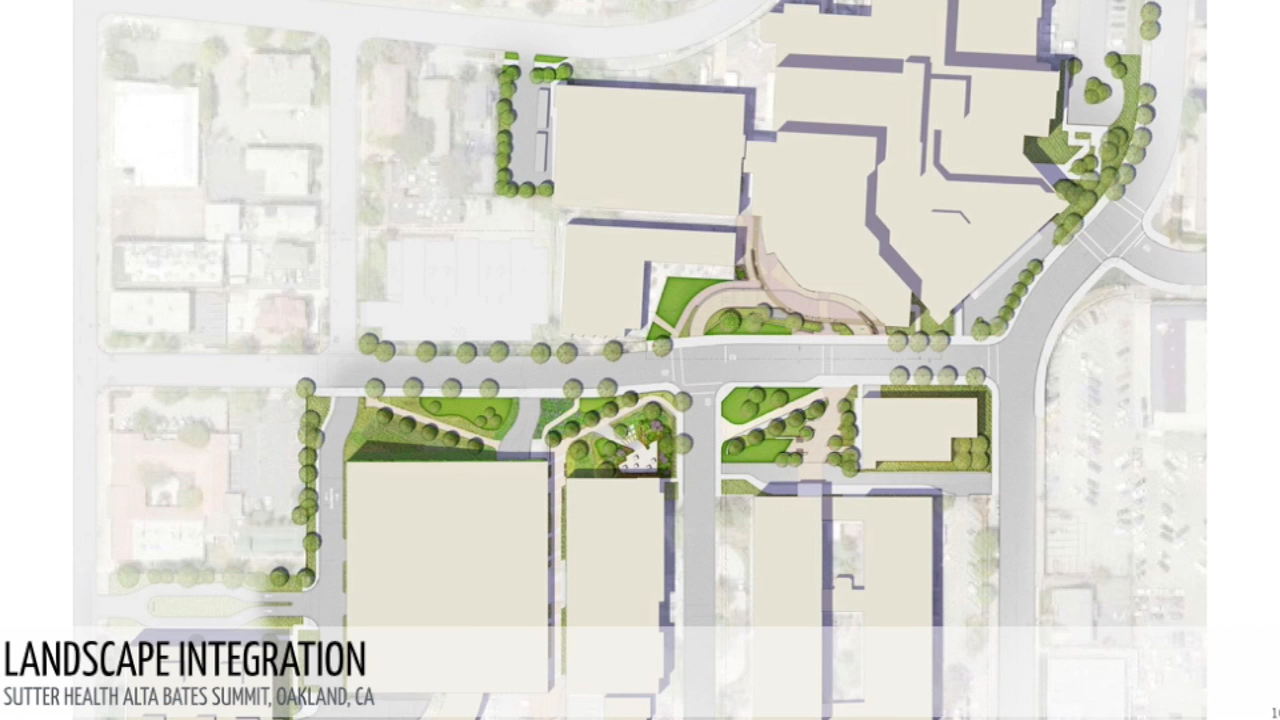 LANDSCAPE INTEGRATION
SUTTER HEALTH ALTA BATES SUMMIT, OAKLAND, CA